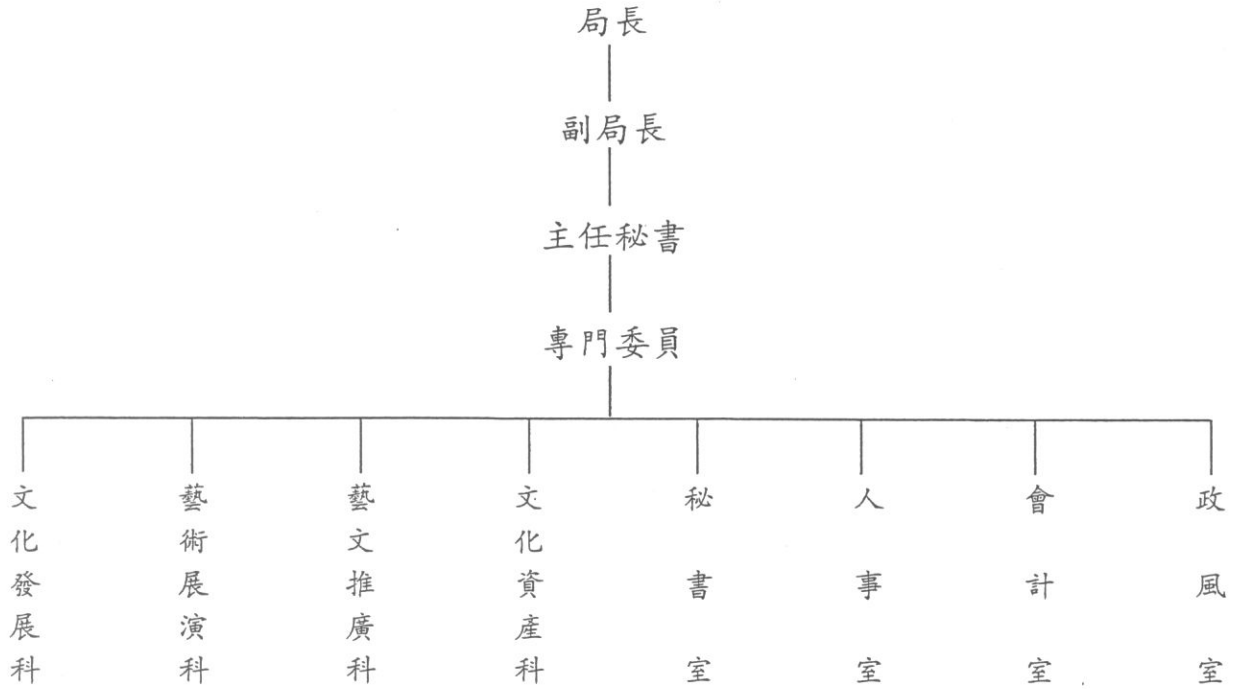 局長
副局長
主任秘書
專門委員
文化發展科
藝術展演科
藝文推廣科
文化資產科
秘書室
人事室
會計室
政風室